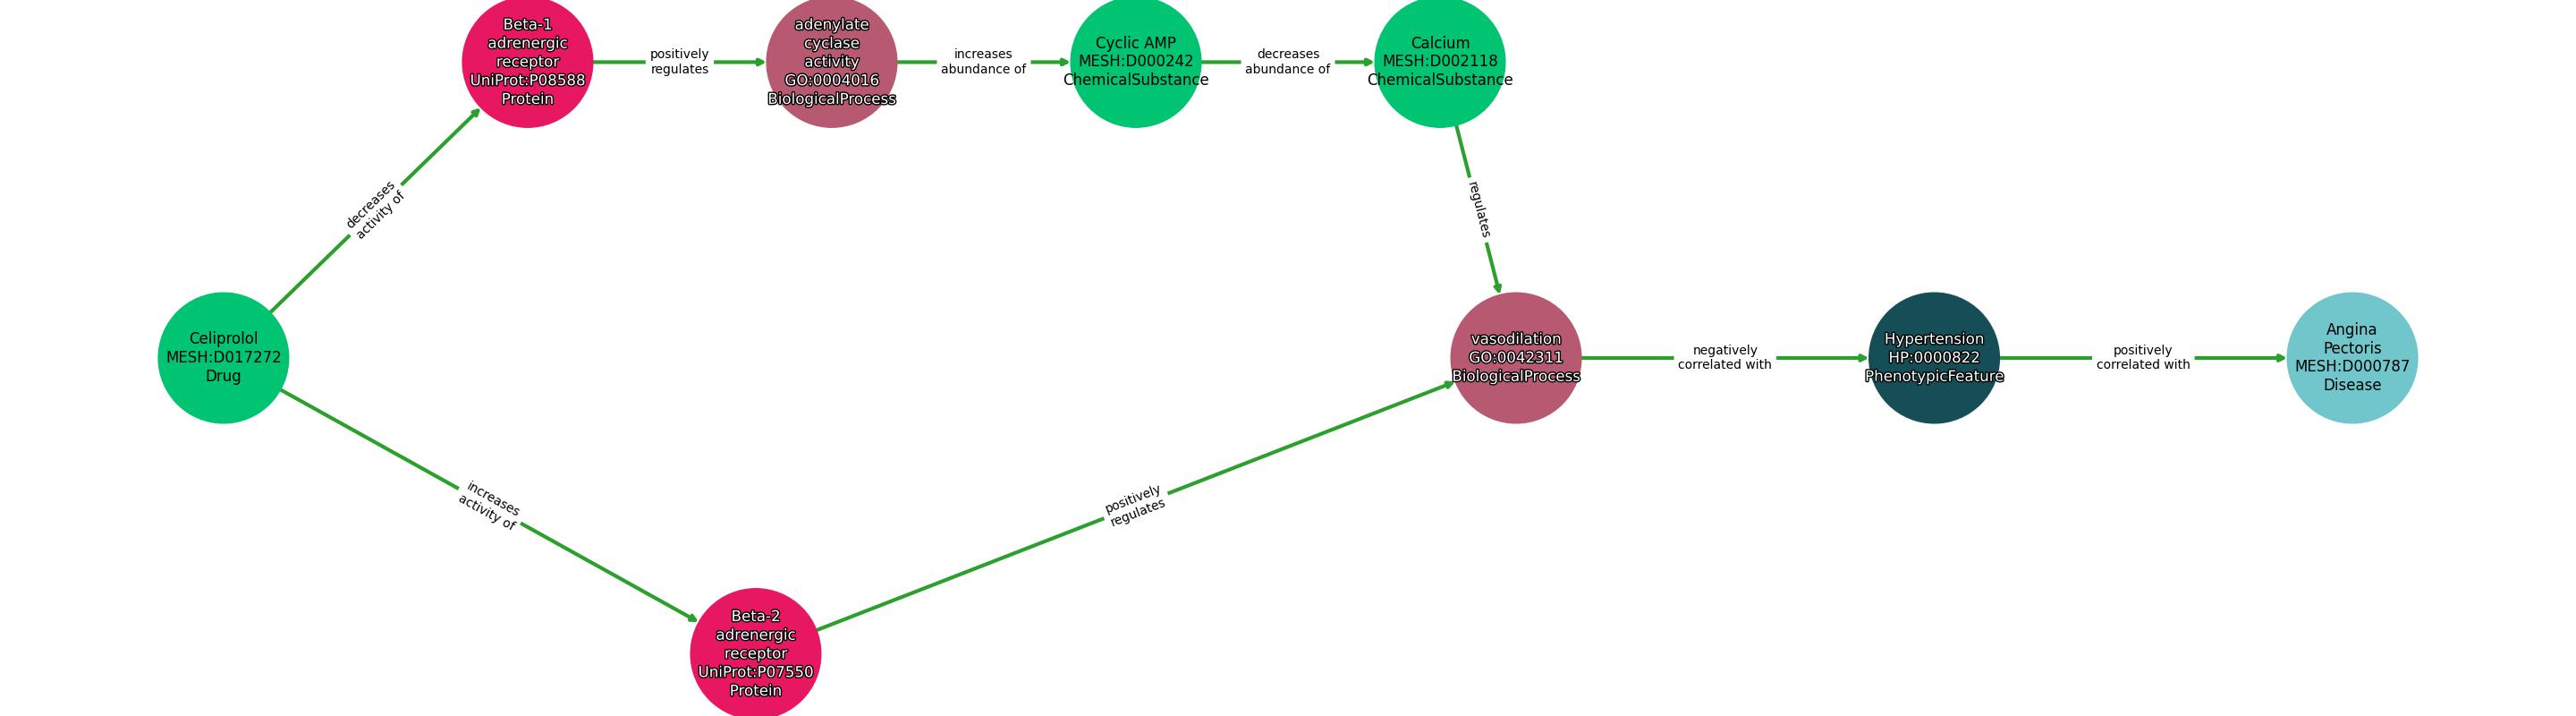 Beta-1
adrenergic
receptor
UniProt:P08588
Protein
positively
regulates
adenylate
cyclase
activity
GO:0004016
BiologicalProcess
increases
abundance of
Cyclic AMP
MESH:D000242
ChemicalSubstance
decreases
abundance of
Calcium
MESH:D002118
ChemicalSubstance
decreases
activity of
regulates
Celiprolol
MESH:D017272
Drug
vasodilation
GO:0042311
BiologicalProcess
negatively
correlated with
Hypertension
HP:0000822
PhenotypicFeature
positively
correlated with
Angina
Pectoris
MESH:D000787
Disease
increases
activity of
positively
regulates
Beta-2
adrenergic
receptor
UniProt:P07550
Protein